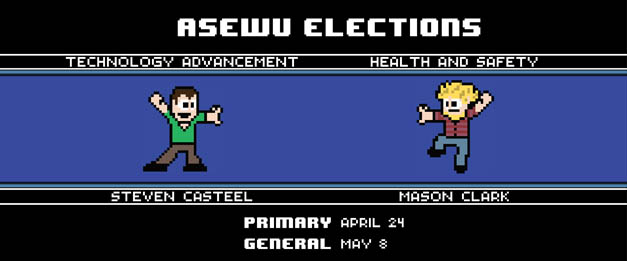 ASEWU ELECTIONS
TECHNOLOGY ADVANCEMENT HEALTH AND SAFETY
STEVEN CASTEEL MASON CLARK
PRIMARY APRIL 24
GENERAL MAY 8